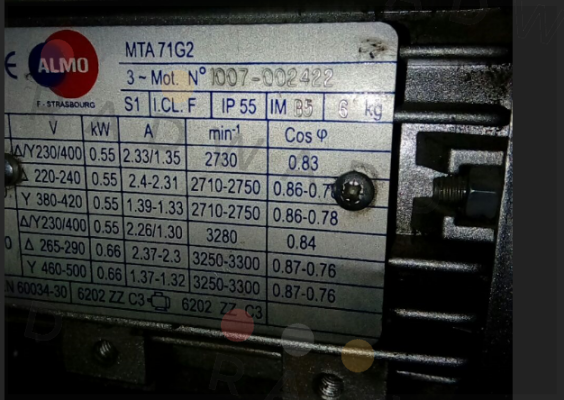 ALMO
F - STRASBOURG
MTA 71G2
3 ~ Mot. N° 1007-002422
S1 I.CL. F IP 55 IM B5 6 kg
V kW A min⁻¹ Cos φ
Δ/Y230/400 0.55 2.33/1.35 2730 0.83
220-240 0.55 2.4-2.31 2710-2750
Y 380-420 0.55 1.39-1.33 2710-2750 0.86-0.78
Δ/Y230/400 0.55 2.26/1.30 3280 0.84
Δ 265-290 0.66 2.37-2.3 3250-3300 0.87-0.76
Y 460-500 0.66 1.37-1.32 3250-3300 0.87-0.76
EN 60034-30 6202 ZZ C3 6202 ZZ C3